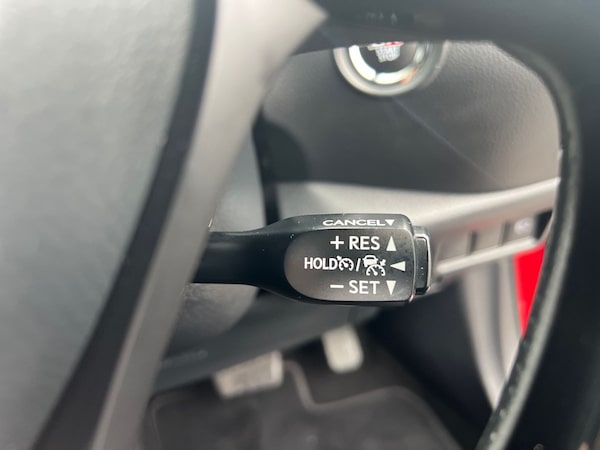 CANCEL▼
+ RES ▲
HOLD / ◄
− SET ▼